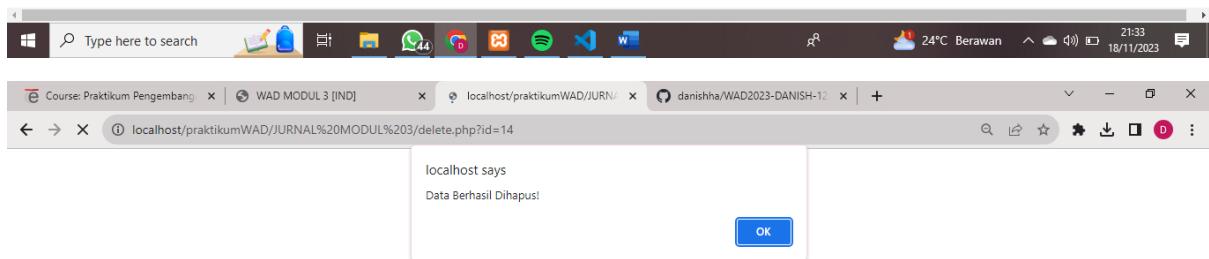 Type here to search
44
24°C Berawan
21:33
18/11/2023
Course: Praktikum Pengembang
WAD MODUL 3 [IND]
localhost/praktikumWAD/JURNA
danishha/WAD2023-DANISH-12
localhost/praktikumWAD/JURNAL%20MODUL%203/delete.php?id=14
D
localhost says
Data Berhasil Dihapus!
OK